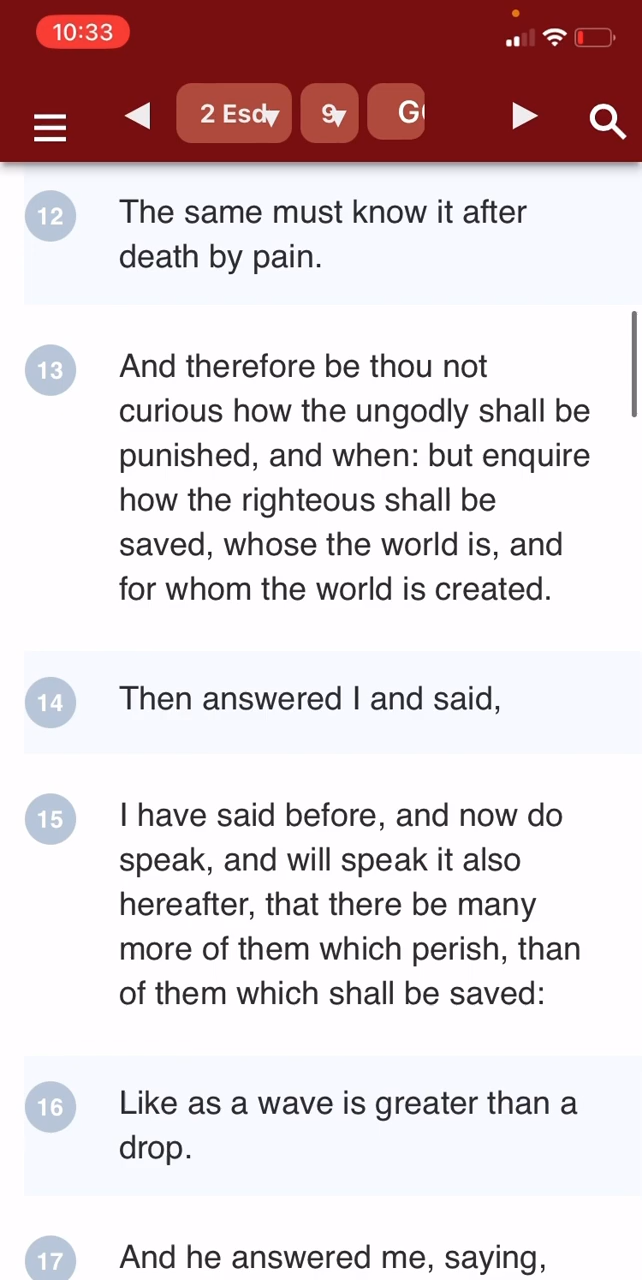 10:33
2 Esd 9 G
12 The same must know it after
death by pain.
13 And therefore be thou not
curious how the ungodly shall be
punished, and when: but enquire
how the righteous shall be
saved, whose the world is, and
for whom the world is created.
14 Then answered I and said,
15 I have said before, and now do
speak, and will speak it also
hereafter, that there be many
more of them which perish, than
of them which shall be saved:
16 Like as a wave is greater than a
drop.
17 And he answered me, saying,